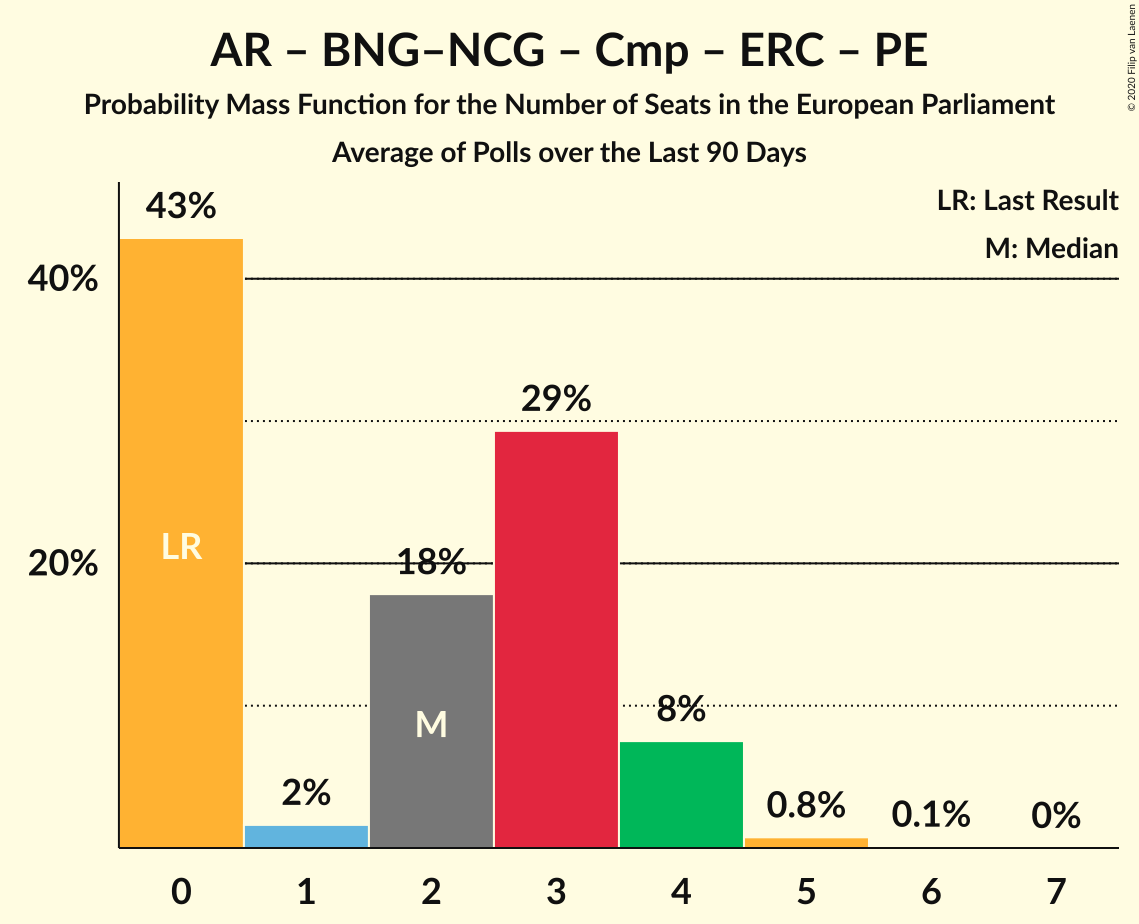 AR – BNG–NCG – Cmp – ERC – PE
Probability Mass Function for the Number of Seats in the European Parliament
Average of Polls over the Last 90 Days
© 2020 Filip van Laenen
LR: Last Result
M: Median
43%
40%
29%
LR
20%
18%
M
8%
2%
0.8%
0.1%
0%
0 1 2 3 4 5 6 7